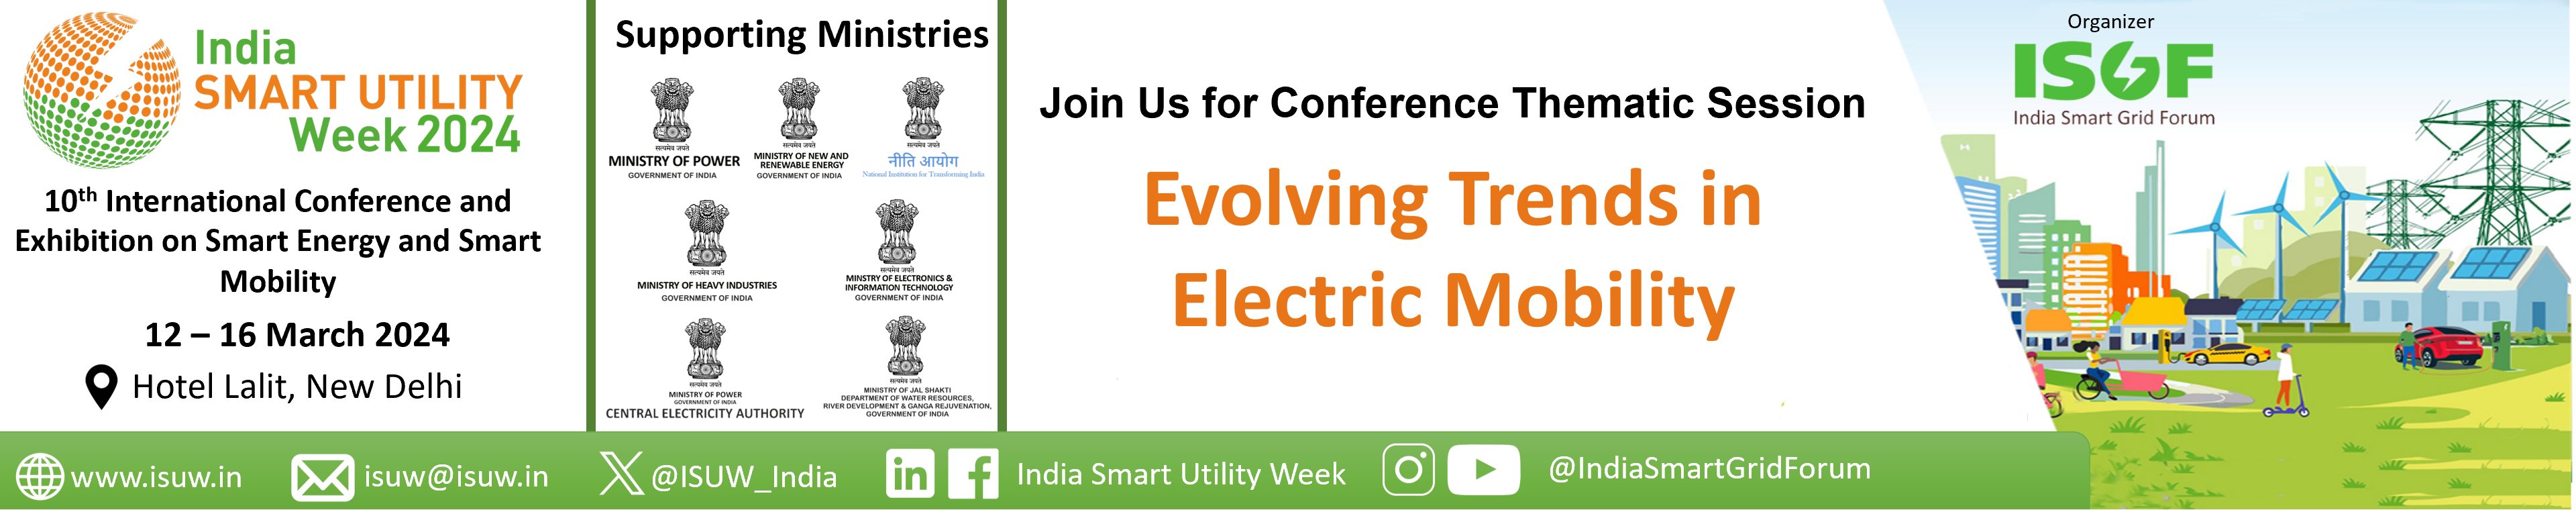 India
SMART UTILITY
Week 2024
10th International Conference and
Exhibition on Smart Energy and Smart
Mobility
12 – 16 March 2024
Hotel Lalit, New Delhi
Supporting Ministries
सत्यमेव जयते
MINISTRY OF POWER
GOVERNMENT OF INDIA
सत्यमेव जयते
MINISTRY OF NEW AND
RENEWABLE ENERGY
GOVERNMENT OF INDIA
सत्यमेव जयते
नीति आयोग
National Institution for Transforming India
सत्यमेव जयते
MINISTRY OF HEAVY INDUSTRIES
GOVERNMENT OF INDIA
सत्यमेव जयते
MINSTRY OF ELECTRONICS &
INFORMATION TECHNOLOGY
GOVERNMENT OF INDIA
सत्यमेव जयते
MINISTRY OF POWER
GOVERNMENT OF INDIA
CENTRAL ELECTRICITY AUTHORITY
सत्यमेव जयते
MINISTRY OF JAL SHAKTI
DEPARTMENT OF WATER RESOURCES,
RIVER DEVELOPMENT & GANGA REJUVENATION,
GOVERNMENT OF INDIA
Join Us for Conference Thematic Session
Evolving Trends in
Electric Mobility
Organizer
ISGF
India Smart Grid Forum
www.isuw.in
isuw@isuw.in
@ISUW_India
India Smart Utility Week
@IndiaSmartGridForum